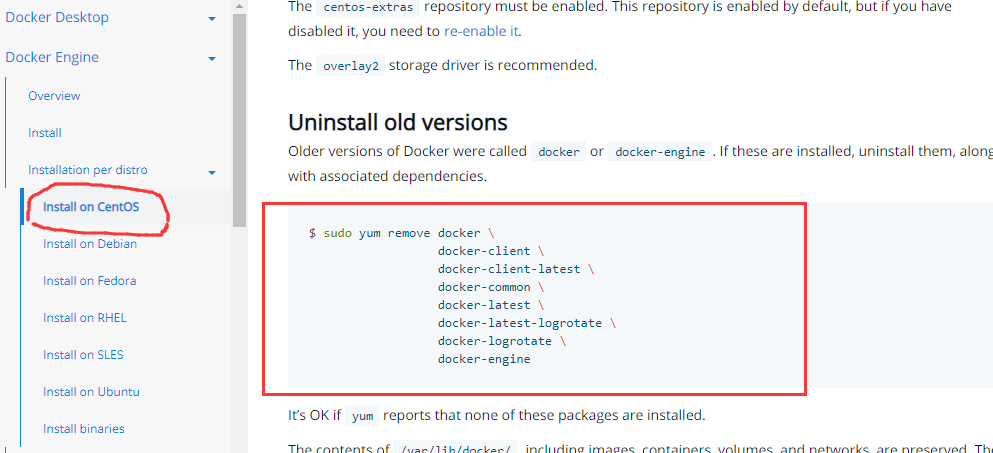 Docker Desktop
Docker Engine
Overview
Install
Installation per distro
Install on CentOS
Install on Debian
Install on Fedora
Install on RHEL
Install on SLES
Install on Ubuntu
Install binaries
The centos-extras repository must be enabled. This repository is enabled by default, but if you have
disabled it, you need to re-enable it.
The overlay2 storage driver is recommended.
Uninstall old versions
Older versions of Docker were called docker or docker-engine . If these are installed, uninstall them, along
with associated dependencies.
$ sudo yum remove docker \
docker-client \
docker-client-latest \
docker-common \
docker-latest \
docker-latest-logrotate \
docker-logrotate \
docker-engine
It’s OK if yum reports that none of these packages are installed.
The contents of /var/lib/docker/ , including images, containers, volumes, and networks, are preserved. The